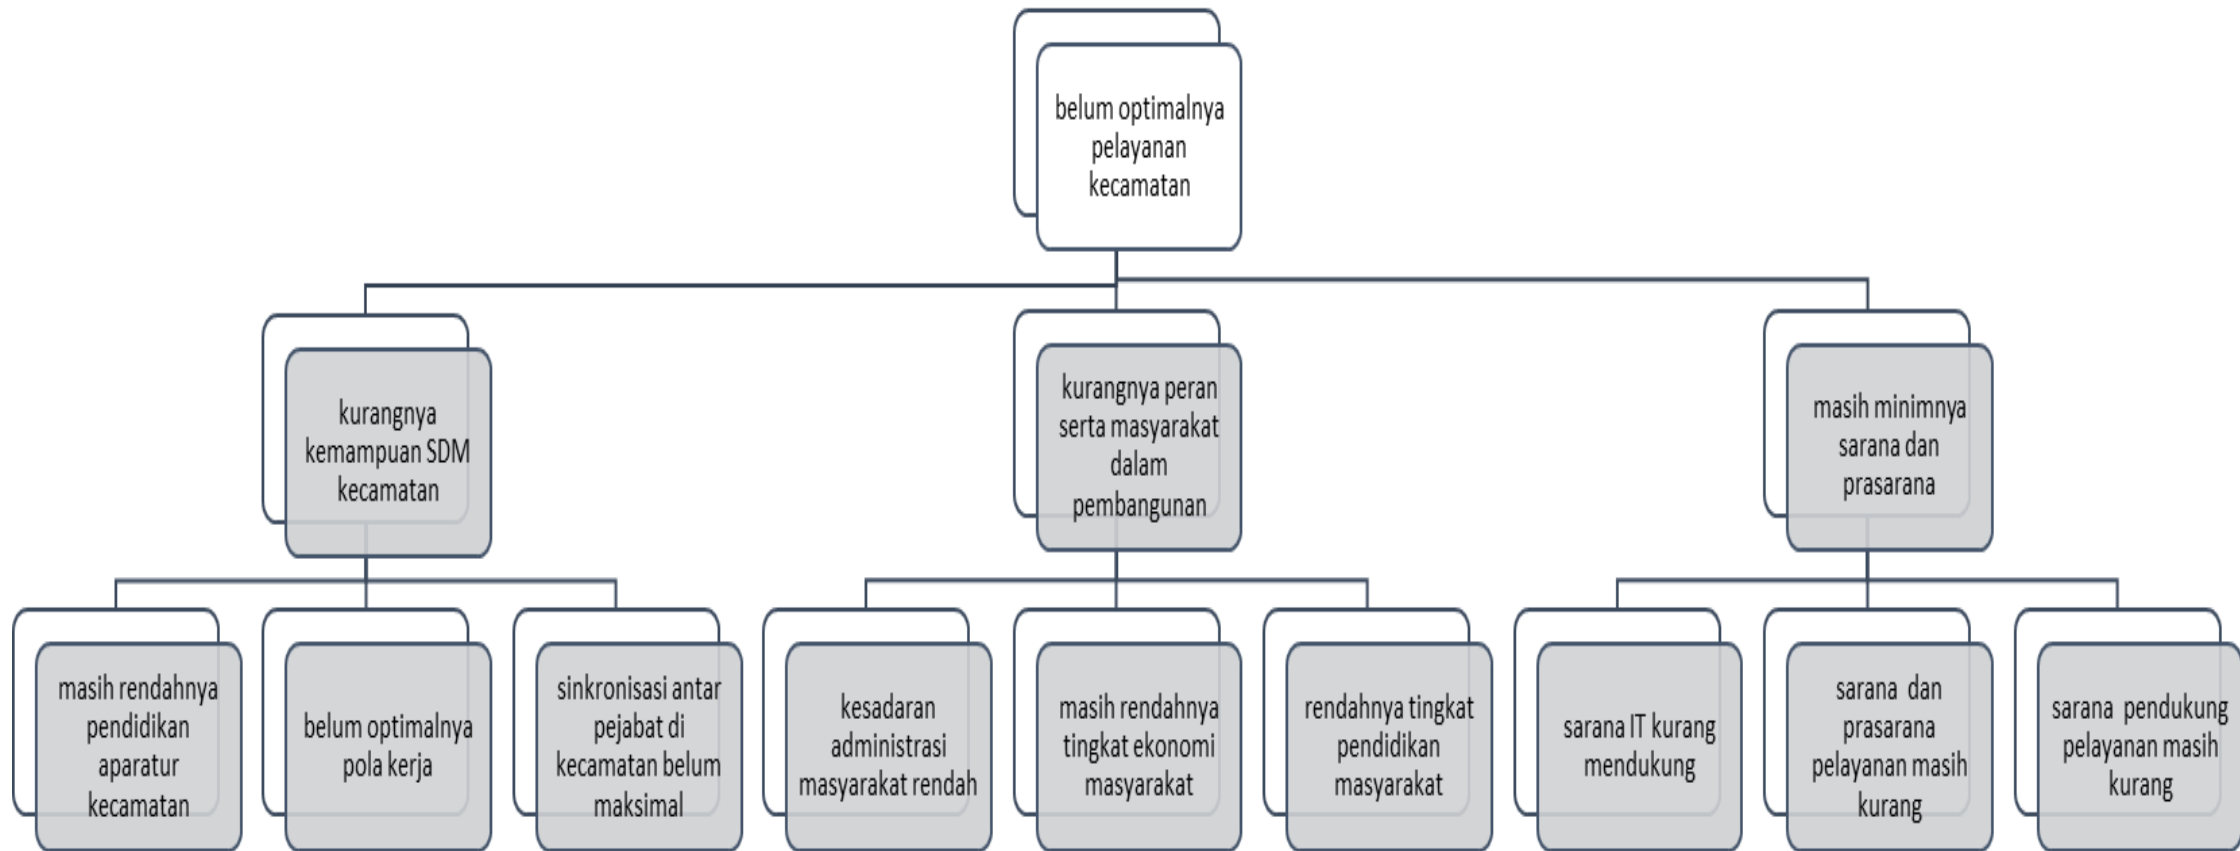 belum optimalnya
pelayanan
kecamatan
kurangnya
kemampuan SDM
kecamatan
kurangnya peran
serta masyarakat
dalam
pembangunan
masih minimnya
sarana dan
prasarana
masih rendahnya
pendidikan
aparatur
kecamatan
belum optimalnya
pola kerja
sinkronisasi antar
pejabat di
kecamatan belum
maksimal
kesadaran
administrasi
masyarakat rendah
masih rendahnya
tingkat ekonomi
masyarakat
rendahnya tingkat
pendidikan
masyarakat
sarana IT kurang
mendukung
sarana dan
prasarana
pelayanan masih
kurang
sarana pendukung
pelayanan masih
kurang